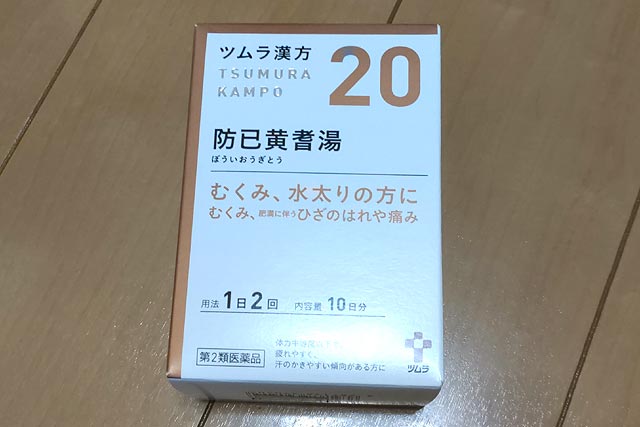 ツムラ漢方
TSUMURA
KAMPO
20
防已黄耆湯
ぼういおうぎとう
むくみ、水太りの方に
むくみ、肥満に伴うひざのはれや痛み
用法 1日2回 内容量 10日分
第2類医薬品
体力中等度以下で、
疲れやすく、
汗のかきやすい傾向がある方に
ツムラ